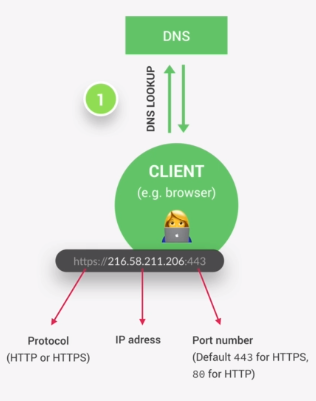 DNS
DNS LOOKUP
1
CLIENT
(e.g. browser)
https://216.58.211.206:443
Protocol
(HTTP or HTTPS)
IP adress
Port number
(Default 443 for HTTPS,
80 for HTTP)